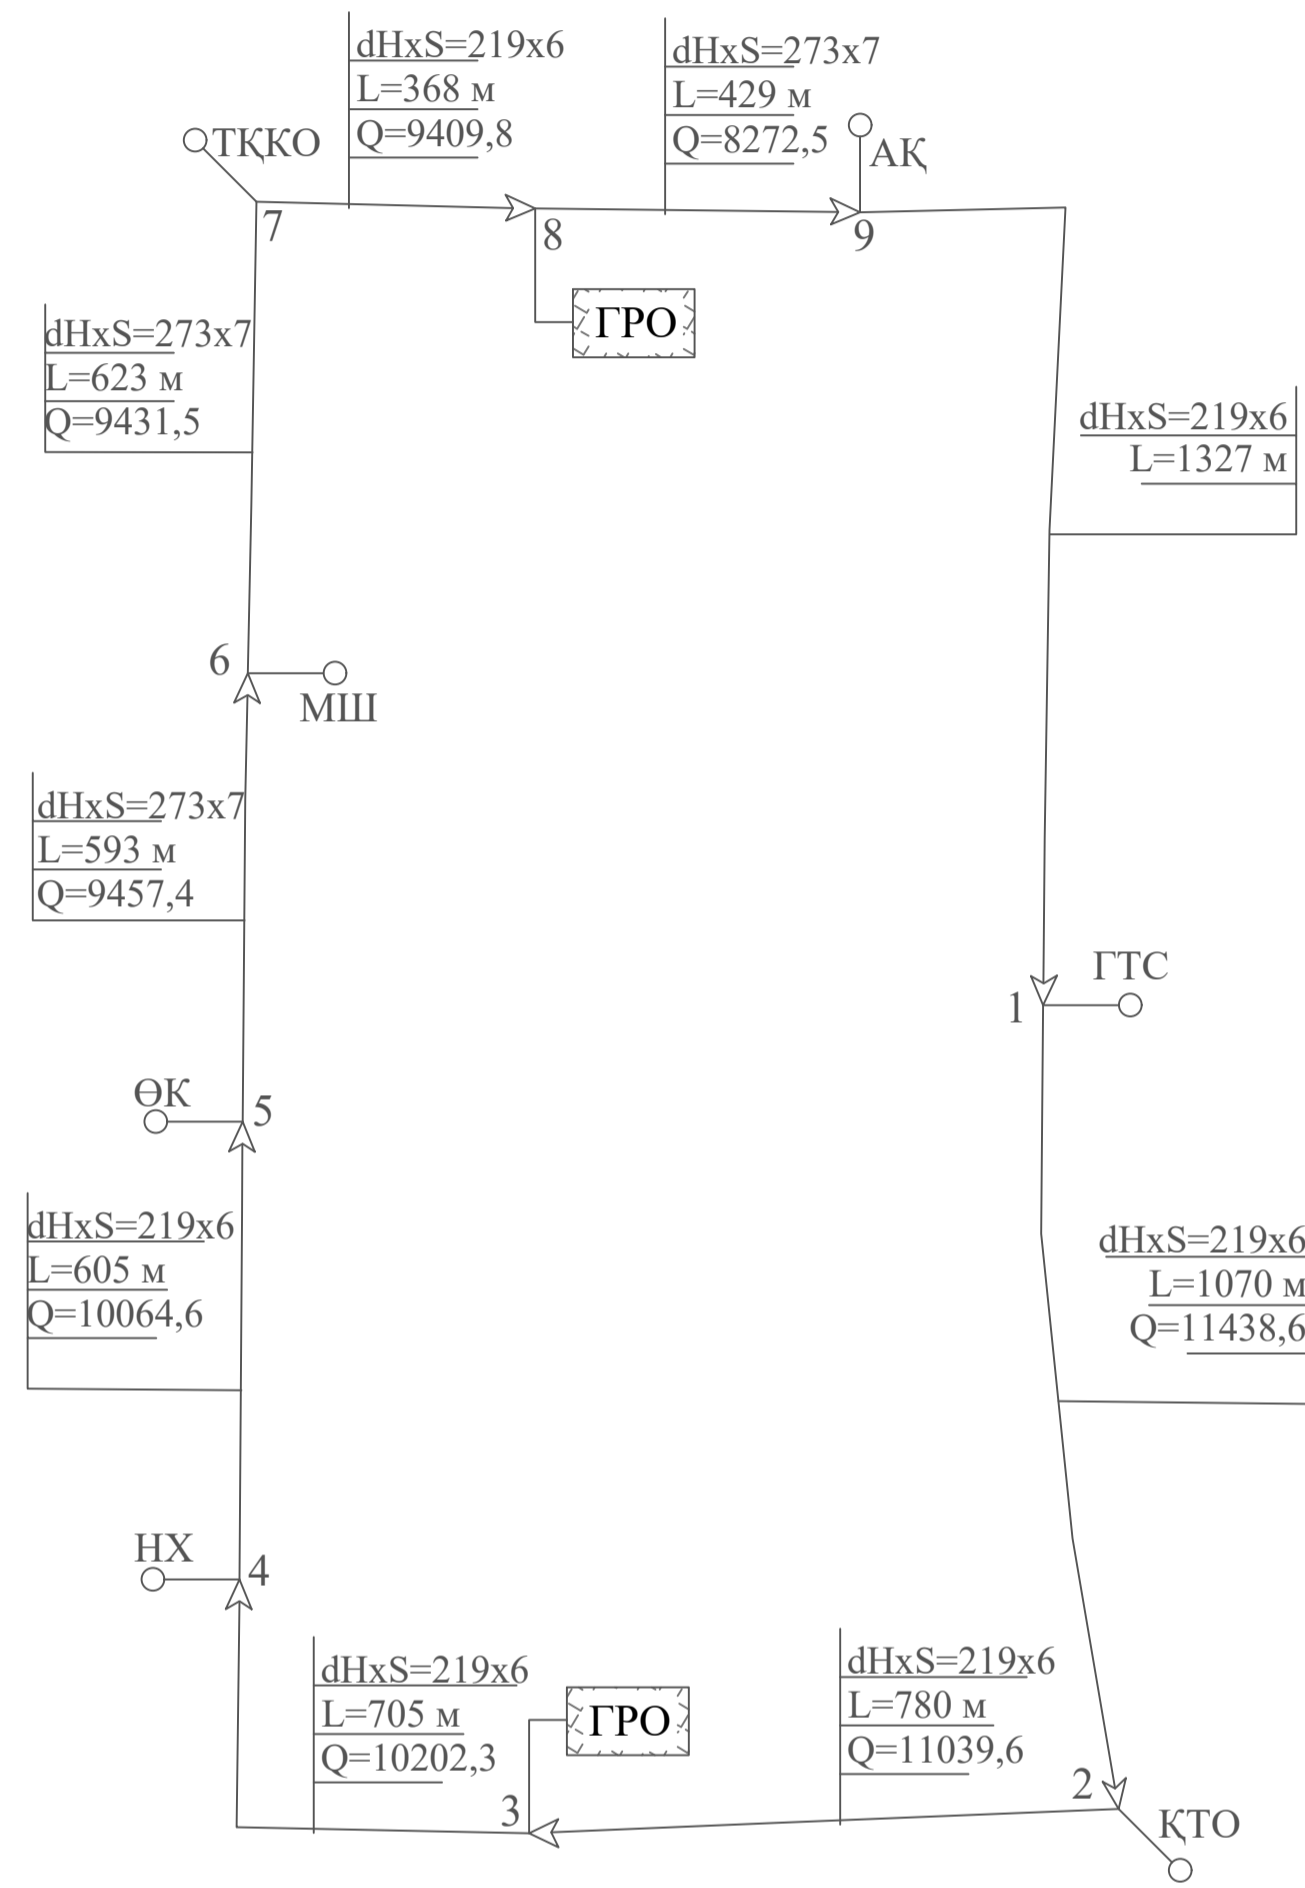 dHxS=219x6
L=368 м
Q=9409,8
dHxS=273x7
L=429 м
Q=8272,5
ТҚКО
АҚ
7
8
9
ГРО
dHxS=273x7
L=623 м
Q=9431,5
dHxS=219x6
L=1327 м
6
МШ
dHxS=273x7
L=593 м
Q=9457,4
ГТС
1
ӨК
5
dHxS=219x6
L=605 м
Q=10064,6
dHxS=219x6
L=1070 м
Q=11438,6
НХ
4
dHxS=219x6
L=705 м
Q=10202,3
ГРО
dHxS=219x6
L=780 м
Q=11039,6
3
2
ҚТО